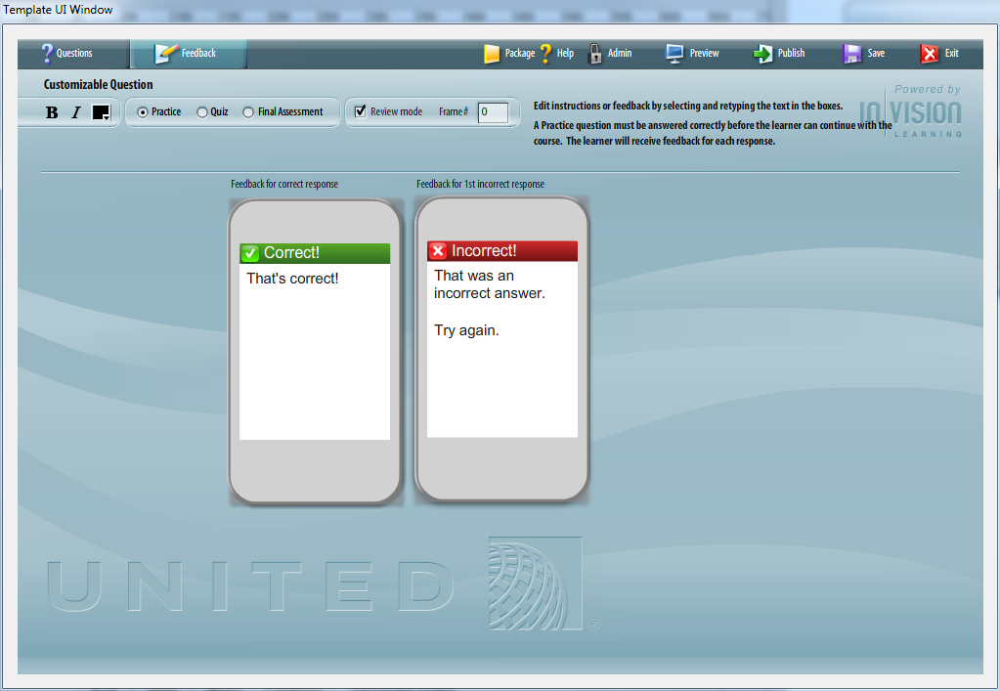 Template UI Window
? Questions
Feedback
Package
? Help
Admin
Preview
Publish
Save
Exit
Customizable Question
B I
Practice
Quiz
Final Assessment
Review mode
Frame# 0
Edit instructions or feedback by selecting and retyping the text in the boxes.
A Practice question must be answered correctly before the learner can continue with the
course. The learner will receive feedback for each response.
Powered by
INVISION
LEARNING
Feedback for correct response
Correct!
That's correct!
Feedback for 1st incorrect response
Incorrect!
That was an
incorrect answer.
Try again.
UNITED ®